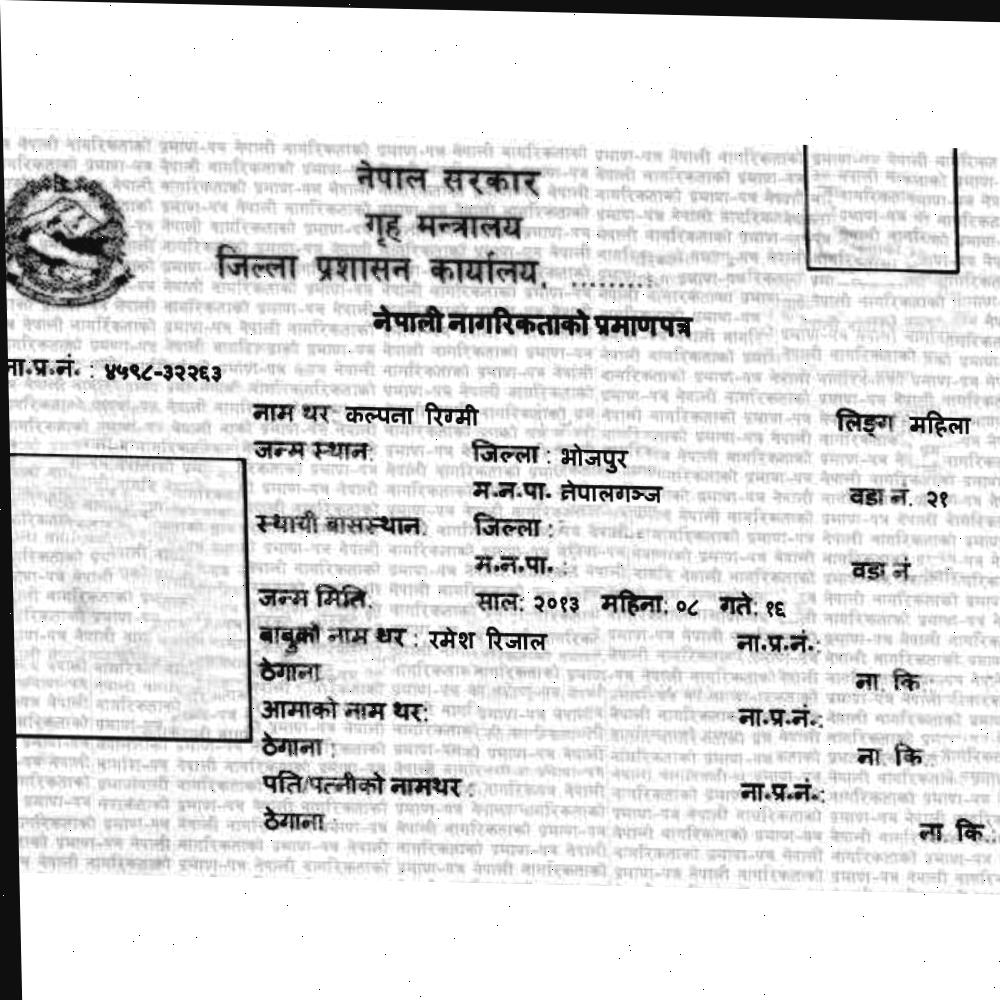 नेपाल सरकार
गृह मन्त्रालय
जिल्ला प्रशासन कार्यालय, .........
नेपाली नागरिकताको प्रमाणपत्र
ना.प्र.नं. : ४५९८-३२२६३
नाम थर: कल्पना रिग्मी लिङ्ग महिला
जन्म स्थान: जिल्ला : भोजपुर
म.न.पा. नेपालगञ्ज वडा नं. २१
स्थायी बासस्थान: जिल्ला :
म.न.पा. : वडा नं.
जन्म मिति: साल: २०१३ महिना: ०८ गते: १६
बाबुको नाम थर : रमेश रिजाल ना.प्र.नं.:
ठेगाना ना. कि
आमाको नाम थर: ना.प्र.नं.:
ठेगाना : ना. कि.
पति/पत्नीको नामथर : ना.प्र.नं.:
ठेगाना : ना. कि.: